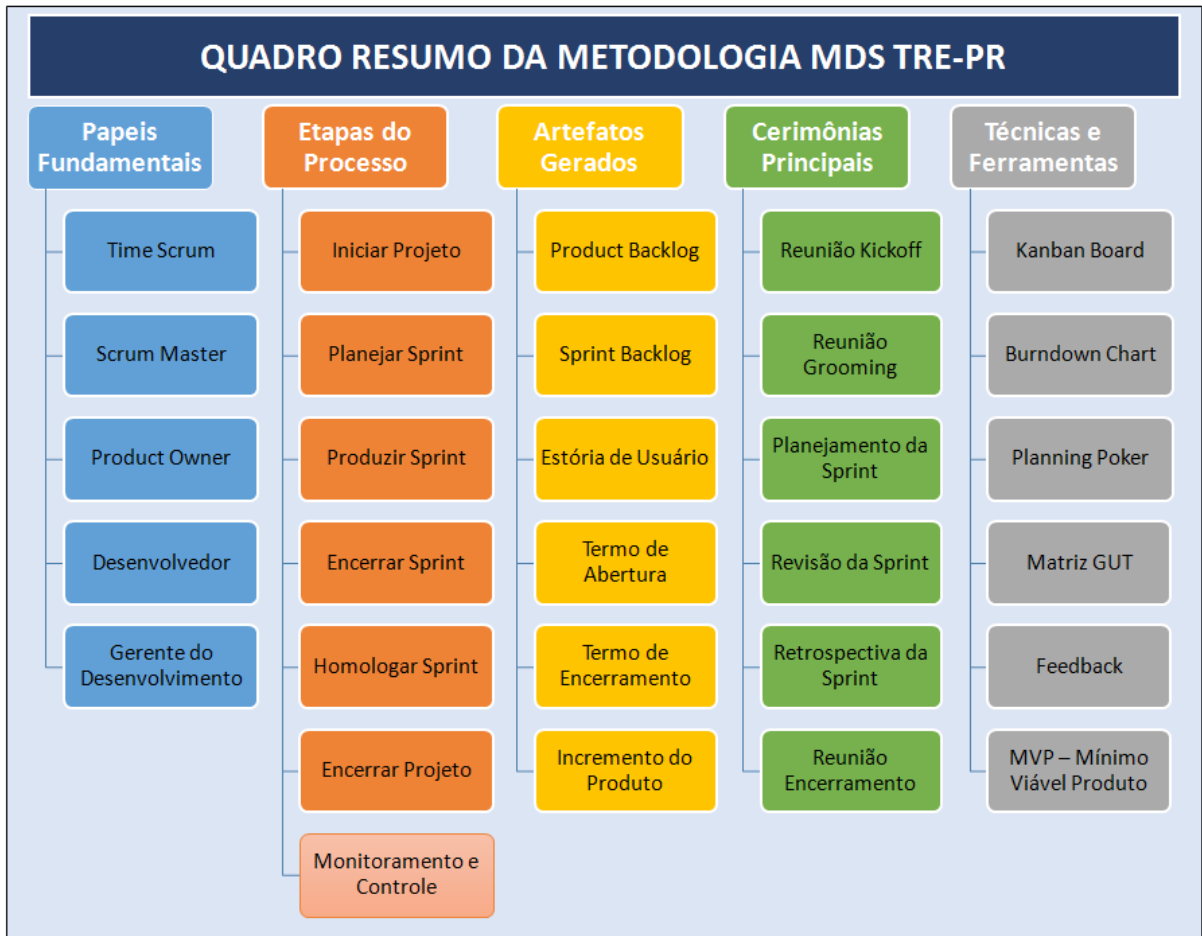 QUADRO RESUMO DA METODOLOGIA MDS TRE-PR
Papeis
Fundamentais
Time Scrum
Scrum Master
Product Owner
Desenvolvedor
Gerente do
Desenvolvimento
Etapas do
Processo
Iniciar Projeto
Planejar Sprint
Produzir Sprint
Encerrar Sprint
Homologar Sprint
Encerrar Projeto
Monitoramento e
Controle
Artefatos
Gerados
Product Backlog
Sprint Backlog
Estória de Usuário
Termo de
Abertura
Termo de
Encerramento
Incremento do
Produto
Cerimônias
Principais
Reunião Kickoff
Reunião
Grooming
Planejamento da
Sprint
Revisão da Sprint
Retrospectiva da
Sprint
Reunião
Encerramento
Técnicas e
Ferramentas
Kanban Board
Burndown Chart
Planning Poker
Matriz GUT
Feedback
MVP – Mínimo
Viável Produto